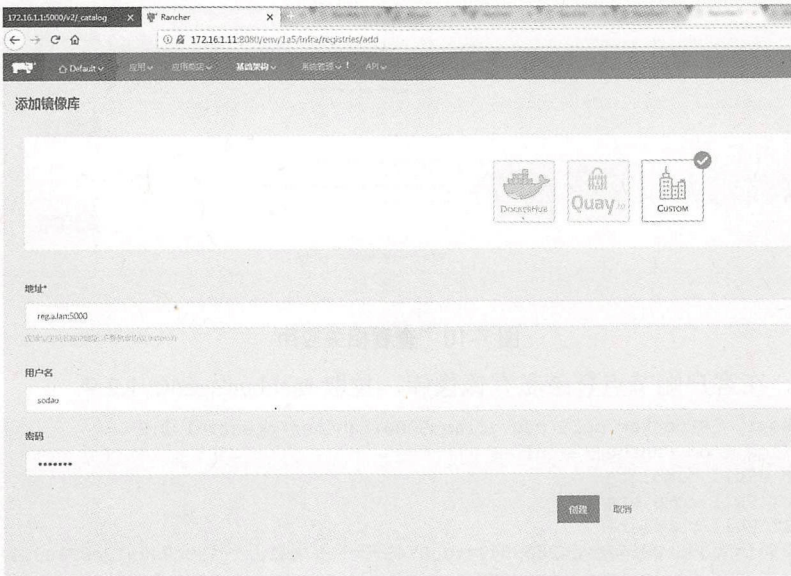 172.16.1.1:5000/v2/_catalog
Rancher
172.16.1.11:8080/env/1a5/infra/registries/add
Default
应用
应用商店
基础架构
系统管理
API
添加镜像库
DOCKERHUB
Quay.io
CUSTOM
地址*
reg.a.lan:5000
用户名
sodao
密码
•••••••
创建
取消